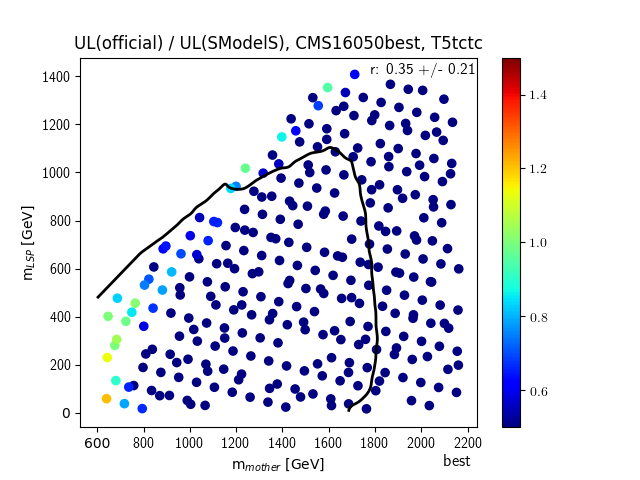 UL(official) / UL(SModelS), CMS16050best, T5tctc
r: 0.35 +/- 0.21
1400
1200
1000
800
600
400
200
0
m_LSP [GeV]
600 800 1000 1200 1400 1600 1800 2000 2200
m_mother [GeV]
best
1.4
1.2
1.0
0.8
0.6